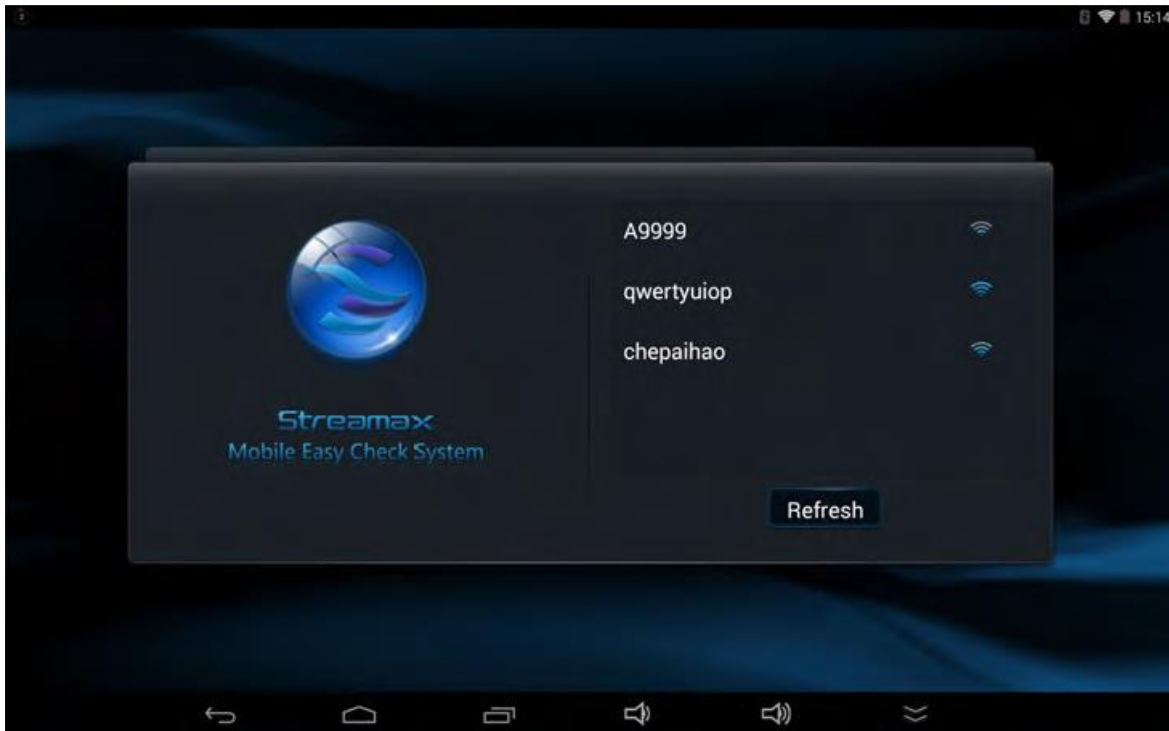 15:14
A9999
qwertyuiop
chepaihao
Streamax
Mobile Easy Check System
Refresh